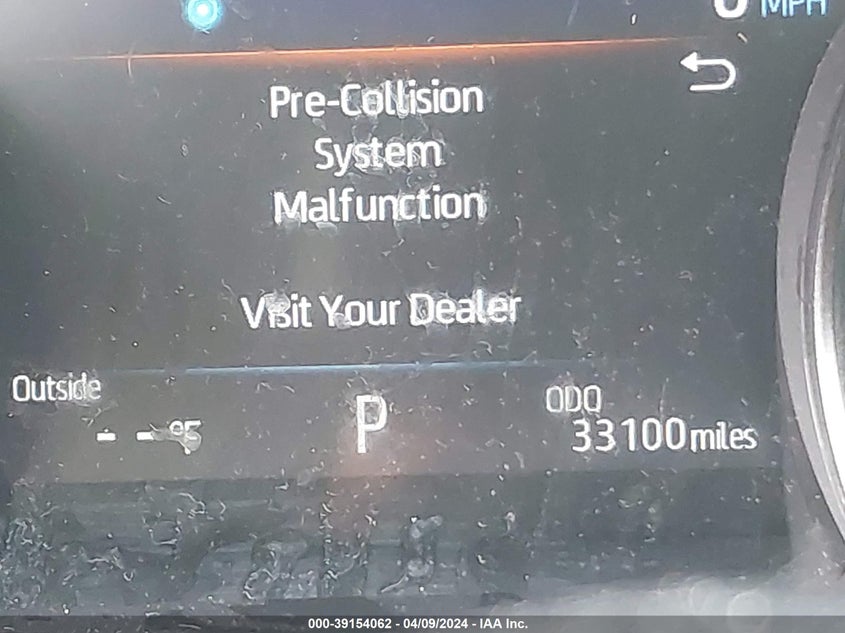 0 MPH
Pre-Collision
System
Malfunction
Visit Your Dealer
Outside
- - °F
P
ODO
33100 miles
000-39154062 - 04/09/2024 - IAA Inc.